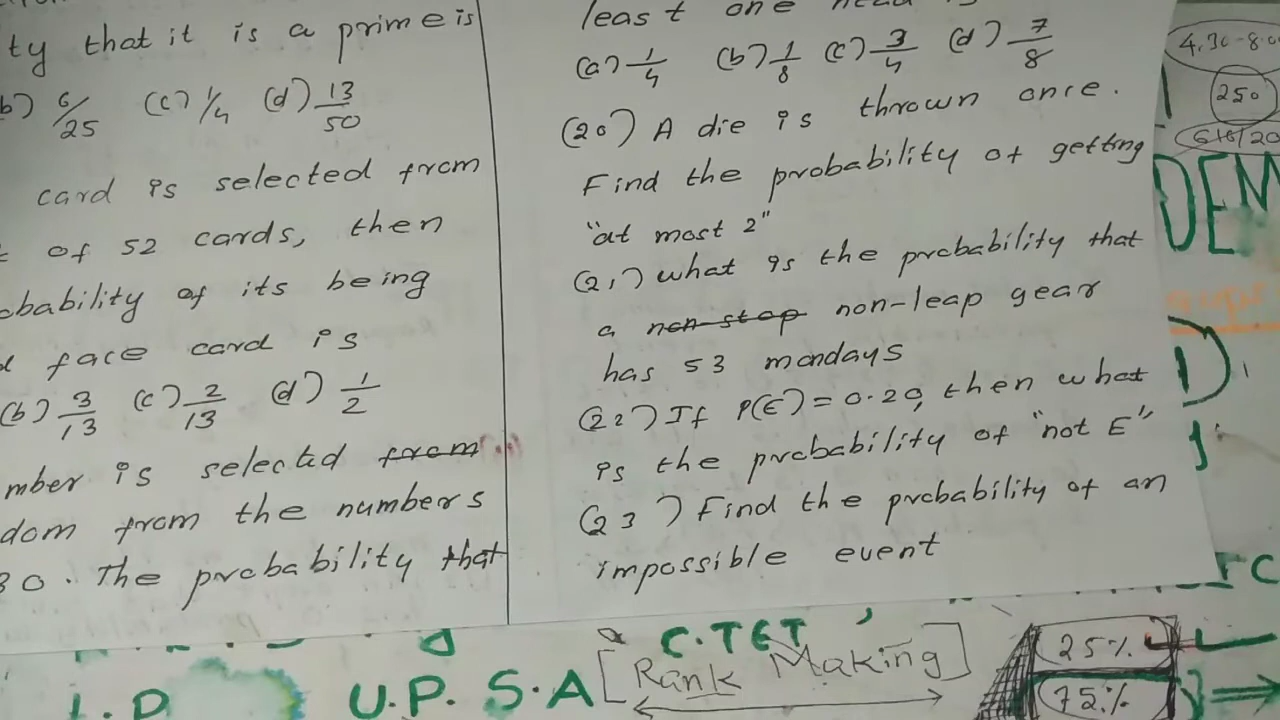 ty that it is a prime is
b) 6/25 (c) 1/4 (d) 13/50
card is selected from
of 52 cards, then
obability of its being
face card is
(b) 3/13 (c) 2/13 (d) 1/2
mber is selected from
dom from the numbers
30. The probability that
least one head is
(a) 1/4 (b) 1/8 (c) 3/4 (d) 7/8
(20) A die is thrown once.
Find the probability of getting
"at most 2"
(21) what is the probability that
a non-stop non-leap gear
has 53 mondays
(22) If P(E) = 0.20, then what
is the probability of "not E"
(23) Find the probability of an
impossible event
4.30-8.00
250
DEM
D
C.TET
[Rank Making]
U.P. S.A
I.D
25%
75%